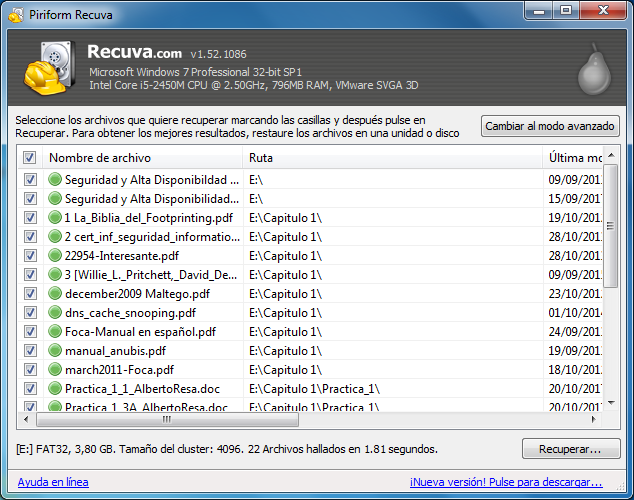 Piriform Recuva
Recuva.com v1.52.1086
Microsoft Windows 7 Professional 32-bit SP1
Intel Core i5-2450M CPU @ 2.50GHz, 796MB RAM, VMware SVGA 3D
Seleccione los archivos que quiere recuperar marcando las casillas y después pulse en
Recuperar. Para obtener los mejores resultados, restaure los archivos en una unidad o disco
Cambiar al modo avanzado
Nombre de archivo Ruta Última mo
Seguridad y Alta Disponibildad ... E:\ 09/09/201
Seguridad y Alta Disponibilidad... E:\ 15/09/201
1 La_Biblia_del_Footprinting.pdf E:\Capitulo 1\ 19/10/201
2 cert_inf_seguridad_informatio... E:\Capitulo 1\ 28/10/201
22954-Interesante.pdf E:\Capitulo 1\ 28/10/201
3 [Willie_L._Pritchett,_David_De... E:\Capitulo 1\ 09/09/201
december2009 Maltego.pdf E:\Capitulo 1\ 23/10/201
dns_cache_snooping.pdf E:\Capitulo 1\ 01/10/201
Foca-Manual en español.pdf E:\Capitulo 1\ 24/09/201
manual_anubis.pdf E:\Capitulo 1\ 19/09/201
march2011-Foca.pdf E:\Capitulo 1\ 18/10/201
Practica_1_1_AlbertoResa.doc E:\Capitulo 1\Practica_1\ 20/10/201
Practica_1_3A_AlbertoResa.doc E:\Capitulo 1\Practica_1\ 20/10/201
[E:] FAT32, 3,80 GB. Tamaño del cluster: 4096. 22 Archivos hallados en 1.81 segundos.
Recuperar...
Ayuda en línea
¡Nueva versión! Pulse para descargar...